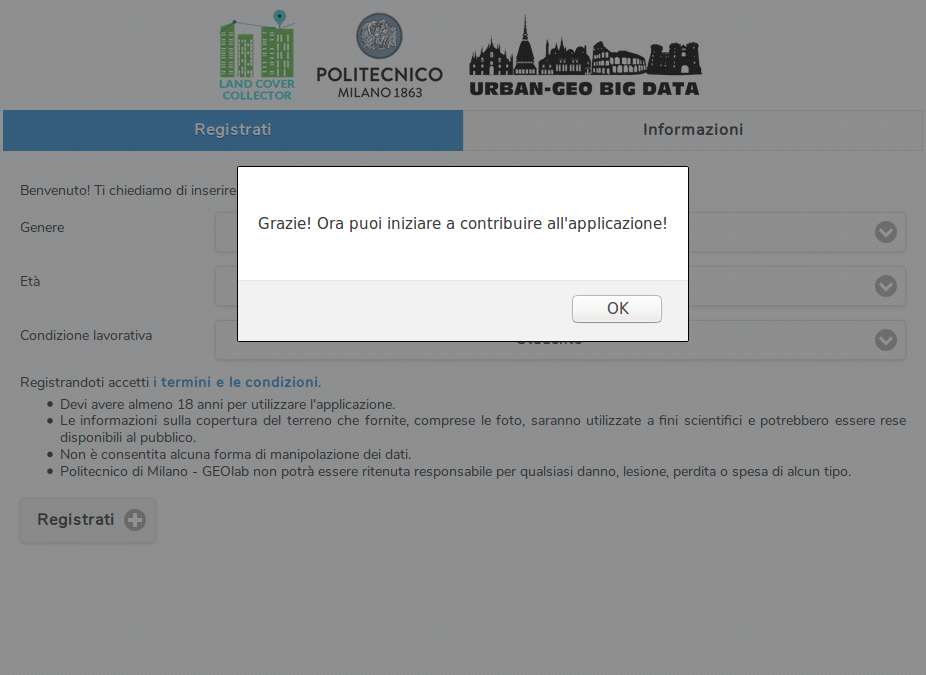 LAND COVER
COLLECTOR
POLITECNICO
MILANO 1863
URBAN-GEO BIG DATA
Registrati
Informazioni
Benvenuto! Ti chiediamo di inserire
Grazie! Ora puoi iniziare a contribuire all'applicazione!
OK
Genere
Età
Condizione lavorativa
Registrandoti accetti i termini e le condizioni.
• Devi avere almeno 18 anni per utilizzare l'applicazione.
• Le informazioni sulla copertura del terreno che fornite, comprese le foto, saranno utilizzate a fini scientifici e potrebbero essere rese
disponibili al pubblico.
• Non è consentita alcuna forma di manipolazione dei dati.
• Politecnico di Milano - GEOlab non potrà essere ritenuta responsabile per qualsiasi danno, lesione, perdita o spesa di alcun tipo.
Registrati